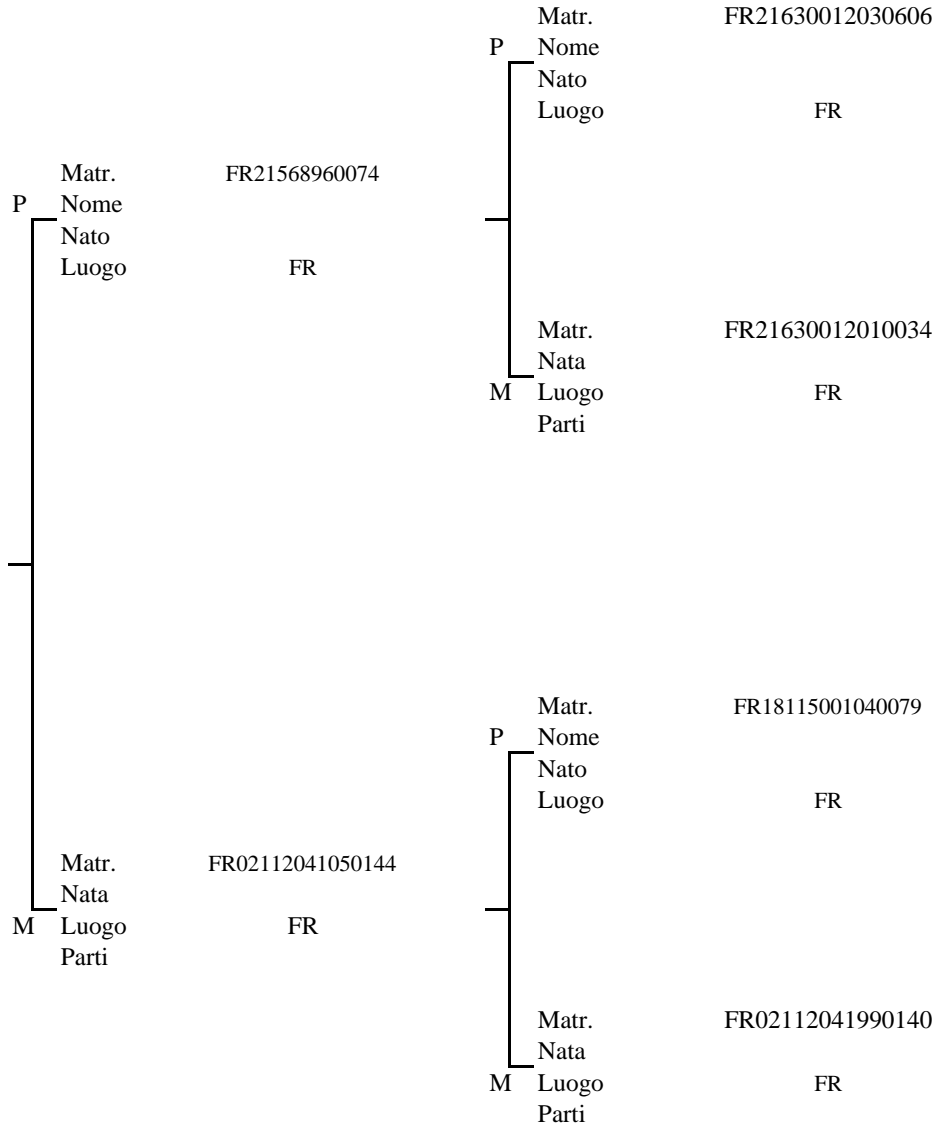 Matr. FR21630012030606
P Nome
Nato
Luogo FR
Matr. FR21568960074
P Nome
Nato
Luogo FR
Matr. FR21630012010034
Nata
M Luogo FR
Parti
Matr. FR18115001040079
P Nome
Nato
Luogo FR
Matr. FR02112041050144
Nata
M Luogo FR
Parti
Matr. FR02112041990140
Nata
M Luogo FR
Parti